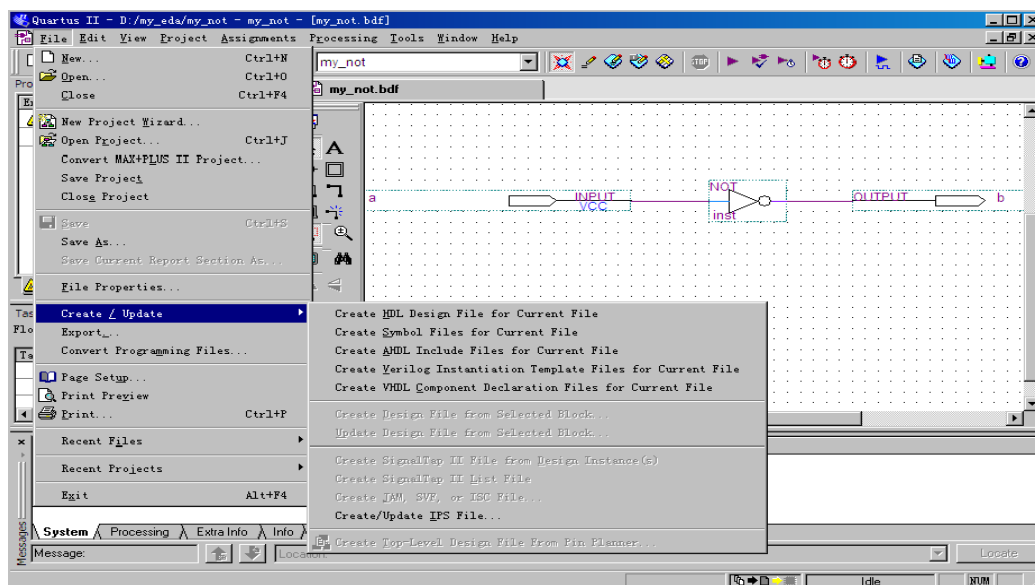 Quartus II - D:/my_eda/my_not - my_not - [my_not.bdf]
File Edit View Project Assignments Processing Tools Window Help
New... Ctrl+N
my_not
Open... Ctrl+O
Close Ctrl+F4
my_not.bdf
New Project Wizard...
Open Project... Ctrl+J
Convert MAX+PLUS II Project...
Save Project
Close Project
a INPUT VCC NOT inst OUTPUT b
Save Ctrl+S
Save As...
Save Current Report Section As...
File Properties...
Create / Update
Create HDL Design File for Current File
Export...
Create Symbol Files for Current File
Convert Programming Files...
Create AHDL Include Files for Current File
Create Verilog Instantiation Template Files for Current File
Page Setup...
Create VHDL Component Declaration Files for Current File
Print Preview
Print... Ctrl+P
Create Design File from Selected Block...
Update Design File from Selected Block...
Recent Files
Create SignalTap II File from Design Instance(s)
Recent Projects
Create SignalTap II List File
Exit Alt+F4
Create JAM, SVF, or ISC File...
Create/Update IPS File...
System Processing Extra Info Info
Create Top-Level Design File From Pin Planner...
Messages
Message: Locate
Idle NUM